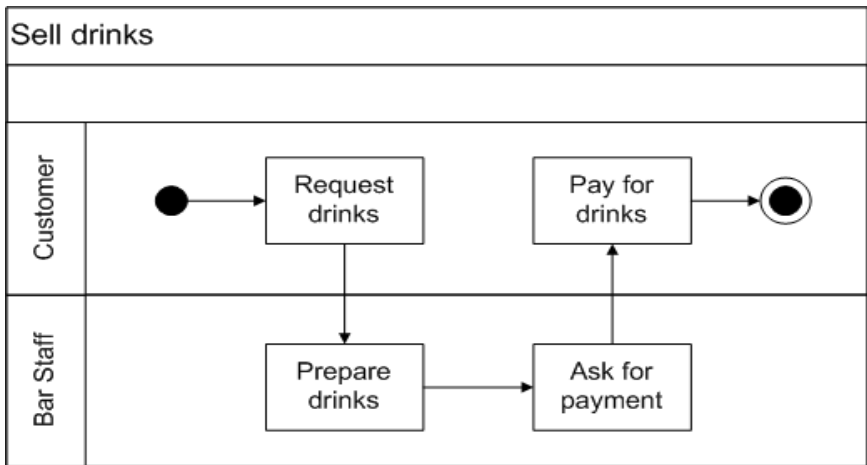 Sell drinks
Customer
Request
drinks
Pay for
drinks
Bar Staff
Prepare
drinks
Ask for
payment